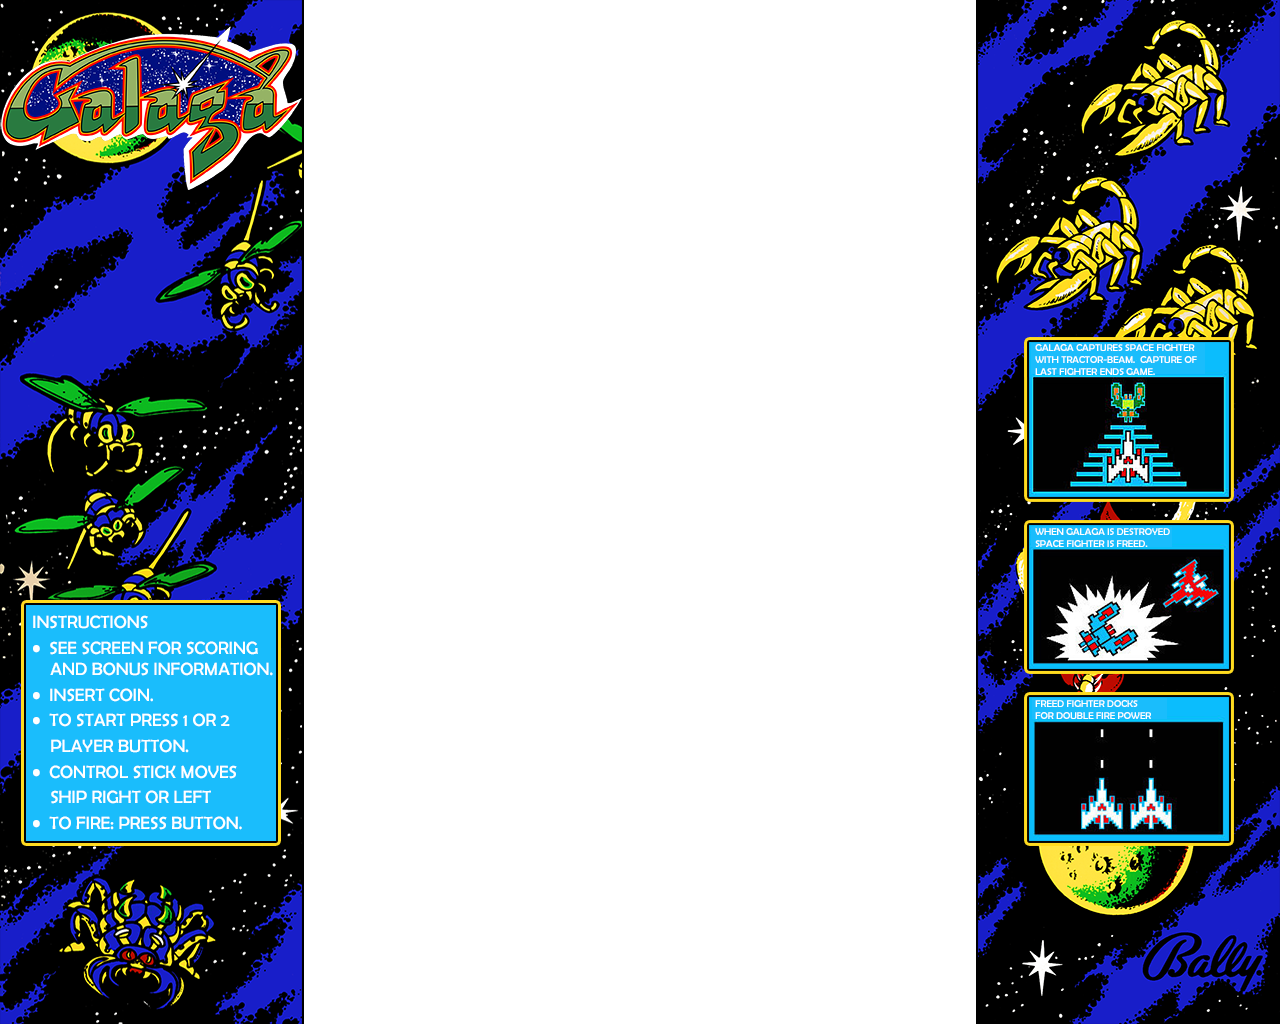 Galaga
INSTRUCTIONS
• SEE SCREEN FOR SCORING
AND BONUS INFORMATION.
• INSERT COIN.
• TO START PRESS 1 OR 2
PLAYER BUTTON.
• CONTROL STICK MOVES
SHIP RIGHT OR LEFT
• TO FIRE: PRESS BUTTON.
GALAGA CAPTURES SPACE FIGHTER
WITH TRACTOR-BEAM. CAPTURE OF
LAST FIGHTER ENDS GAME.
WHEN GALAGA IS DESTROYED
SPACE FIGHTER IS FREED.
FREED FIGHTER DOCKS
FOR DOUBLE FIRE POWER
Bally